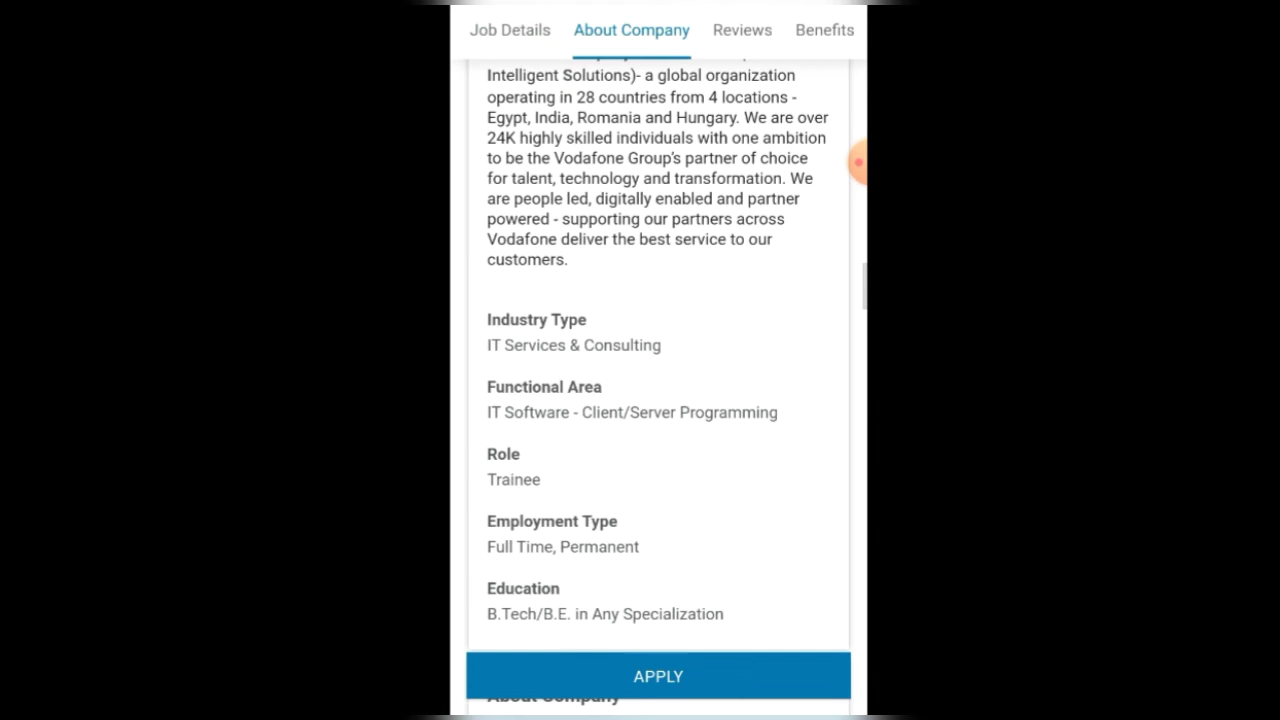 Job Details About Company Reviews Benefits
Intelligent Solutions)- a global organization
operating in 28 countries from 4 locations -
Egypt, India, Romania and Hungary. We are over
24K highly skilled individuals with one ambition
to be the Vodafone Group's partner of choice
for talent, technology and transformation. We
are people led, digitally enabled and partner
powered - supporting our partners across
Vodafone deliver the best service to our
customers.
Industry Type
IT Services & Consulting
Functional Area
IT Software - Client/Server Programming
Role
Trainee
Employment Type
Full Time, Permanent
Education
B.Tech/B.E. in Any Specialization
APPLY
About Company